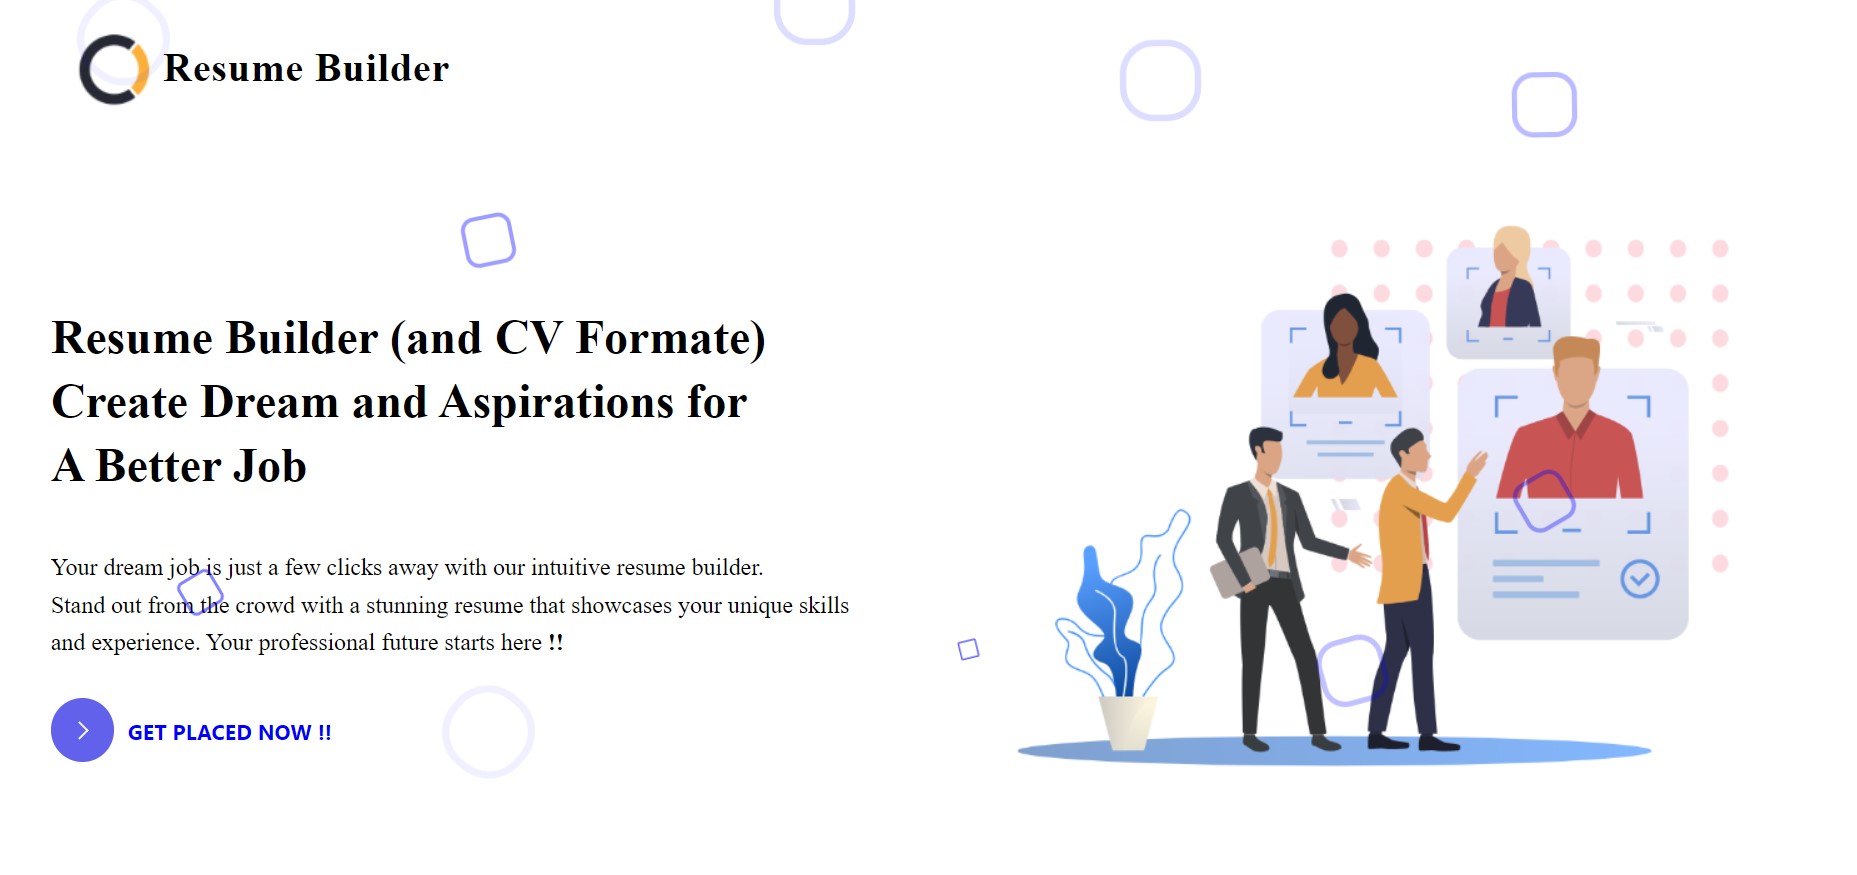 Resume Builder
Resume Builder (and CV Formate)
Create Dream and Aspirations for
A Better Job
Your dream job is just a few clicks away with our intuitive resume builder.
Stand out from the crowd with a stunning resume that showcases your unique skills
and experience. Your professional future starts here !!
GET PLACED NOW !!